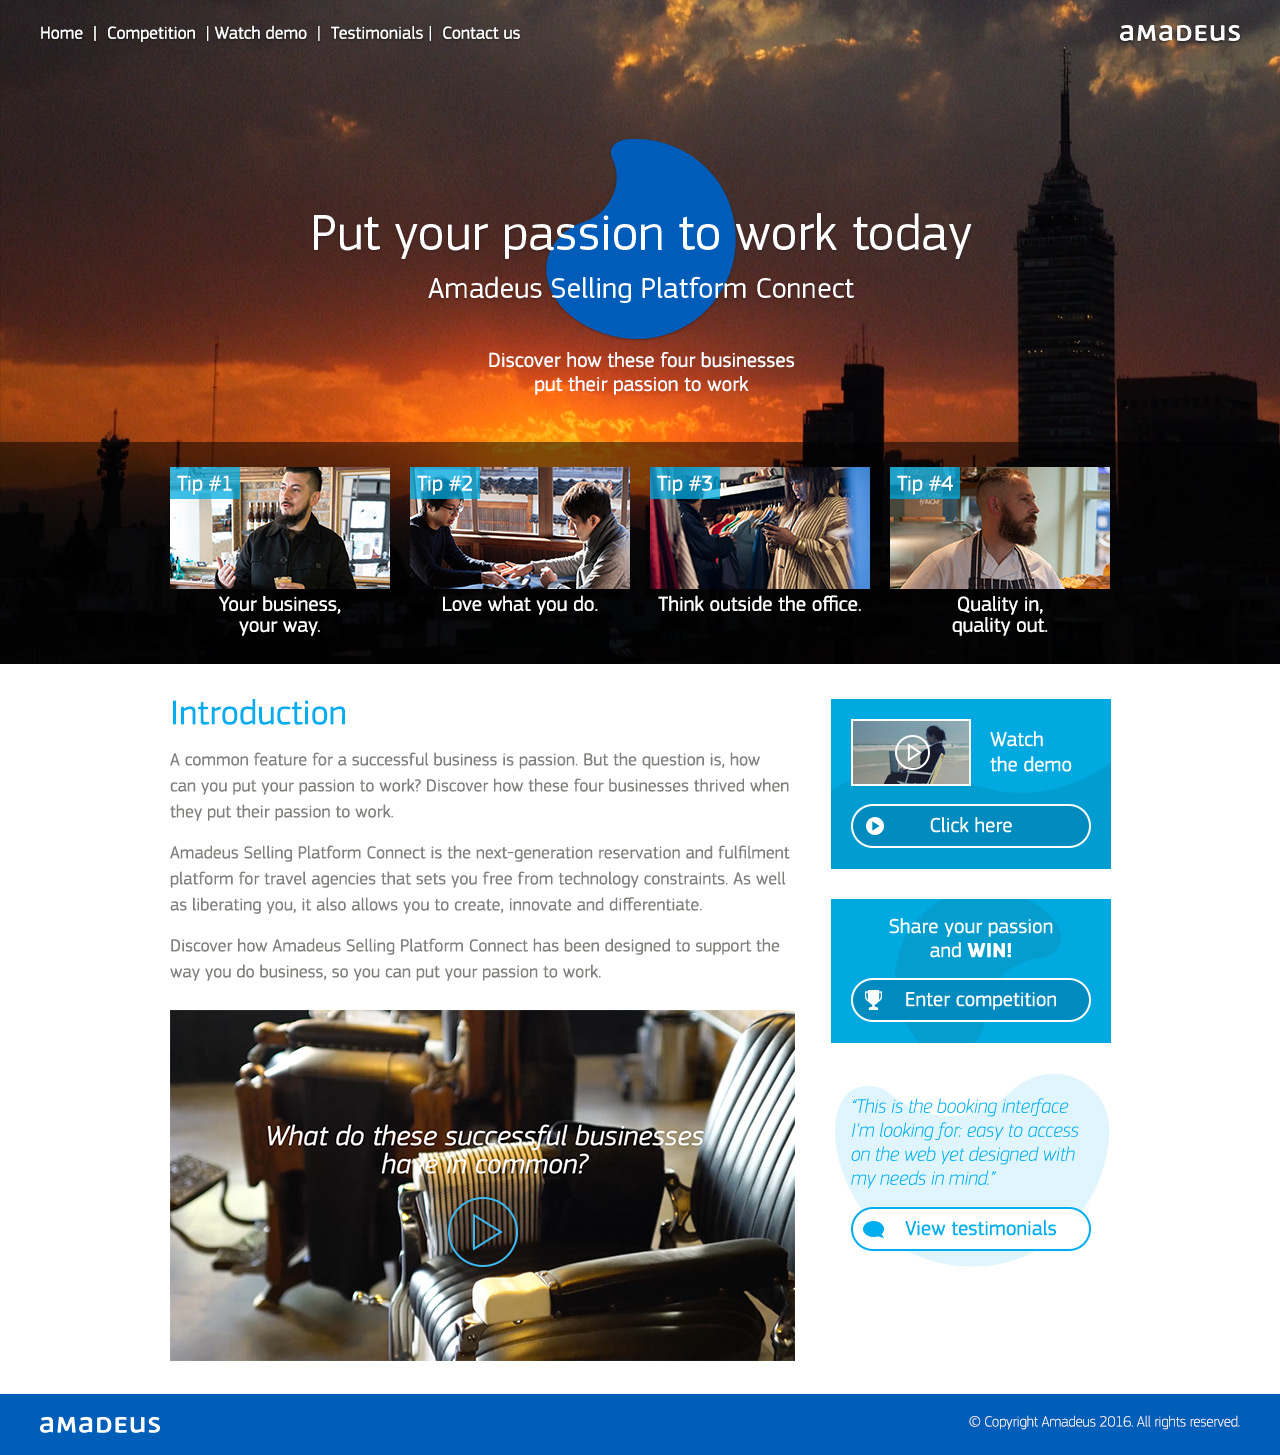 Home | Competition | Watch demo | Testimonials | Contact us
amadeus
Put your passion to work today
Amadeus Selling Platform Connect
Discover how these four businesses
put their passion to work
Tip #1
Tip #2
Tip #3
Tip #4
Your business,
your way.
Love what you do.
Think outside the office.
Quality in,
quality out.
Introduction
A common feature for a successful business is passion. But the question is, how
can you put your passion to work? Discover how these four businesses thrived when
they put their passion to work.
Amadeus Selling Platform Connect is the next-generation reservation and fulfilment
platform for travel agencies that sets you free from technology constraints. As well
as liberating you, it also allows you to create, innovate and differentiate.
Discover how Amadeus Selling Platform Connect has been designed to support the
way you do business, so you can put your passion to work.
What do these successful businesses
have in common?
Watch
the demo
Click here
Share your passion
and WIN!
Enter competition
“This is the booking interface
I'm looking for: easy to access
on the web yet designed with
my needs in mind.”
View testimonials
amadeus
© Copyright Amadeus 2016. All rights reserved.